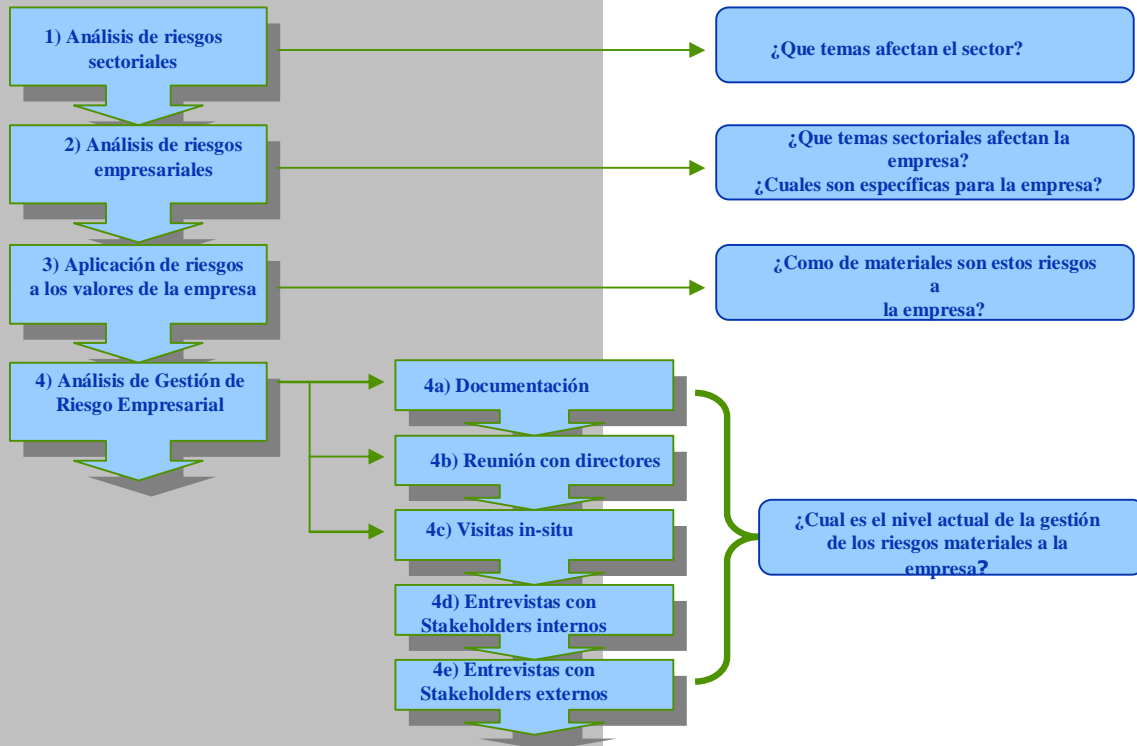 1) Análisis de riesgos
sectoriales
¿Que temas afectan el sector?
2) Análisis de riesgos
empresariales
¿Que temas sectoriales afectan la
empresa?
¿Cuales son específicas para la empresa?
3) Aplicación de riesgos
a los valores de la empresa
¿Como de materiales son estos riesgos
a
la empresa?
4) Análisis de Gestión de
Riesgo Empresarial
4a) Documentación
4b) Reunión con directores
4c) Visitas in-situ
4d) Entrevistas con
Stakeholders internos
4e) Entrevistas con
Stakeholders externos
¿Cual es el nivel actual de la gestión
de los riesgos materiales a la
empresa?